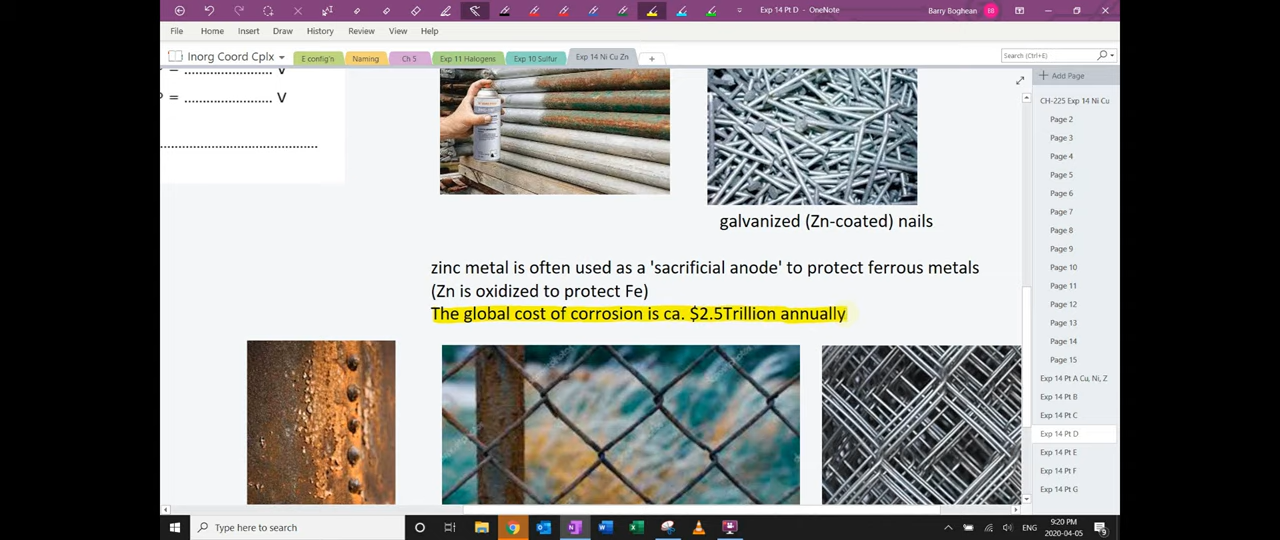 Exp 14 Pt D - OneNote
Barry Boghean
BB
File Home Insert Draw History Review View Help
Inorg Coord Cplx
E config'n
Naming
Ch 5
Exp 11 Halogens
Exp 10 Sulfur
Exp 14 Ni Cu Zn
+
Search (Ctrl+E)
+ Add Page
= ........................ V
= ........................ V
...............................................
galvanized (Zn-coated) nails
zinc metal is often used as a 'sacrificial anode' to protect ferrous metals
(Zn is oxidized to protect Fe)
The global cost of corrosion is ca. $2.5Trillion annually
CH-225 Exp 14 Ni Cu
Page 2
Page 3
Page 4
Page 5
Page 6
Page 7
Page 8
Page 9
Page 10
Page 11
Page 12
Page 13
Page 14
Page 15
Exp 14 Pt A Cu, Ni, Z
Exp 14 Pt B
Exp 14 Pt C
Exp 14 Pt D
Exp 14 Pt E
Exp 14 Pt F
Exp 14 Pt G
Type here to search
ENG
9:20 PM
2020-04-05